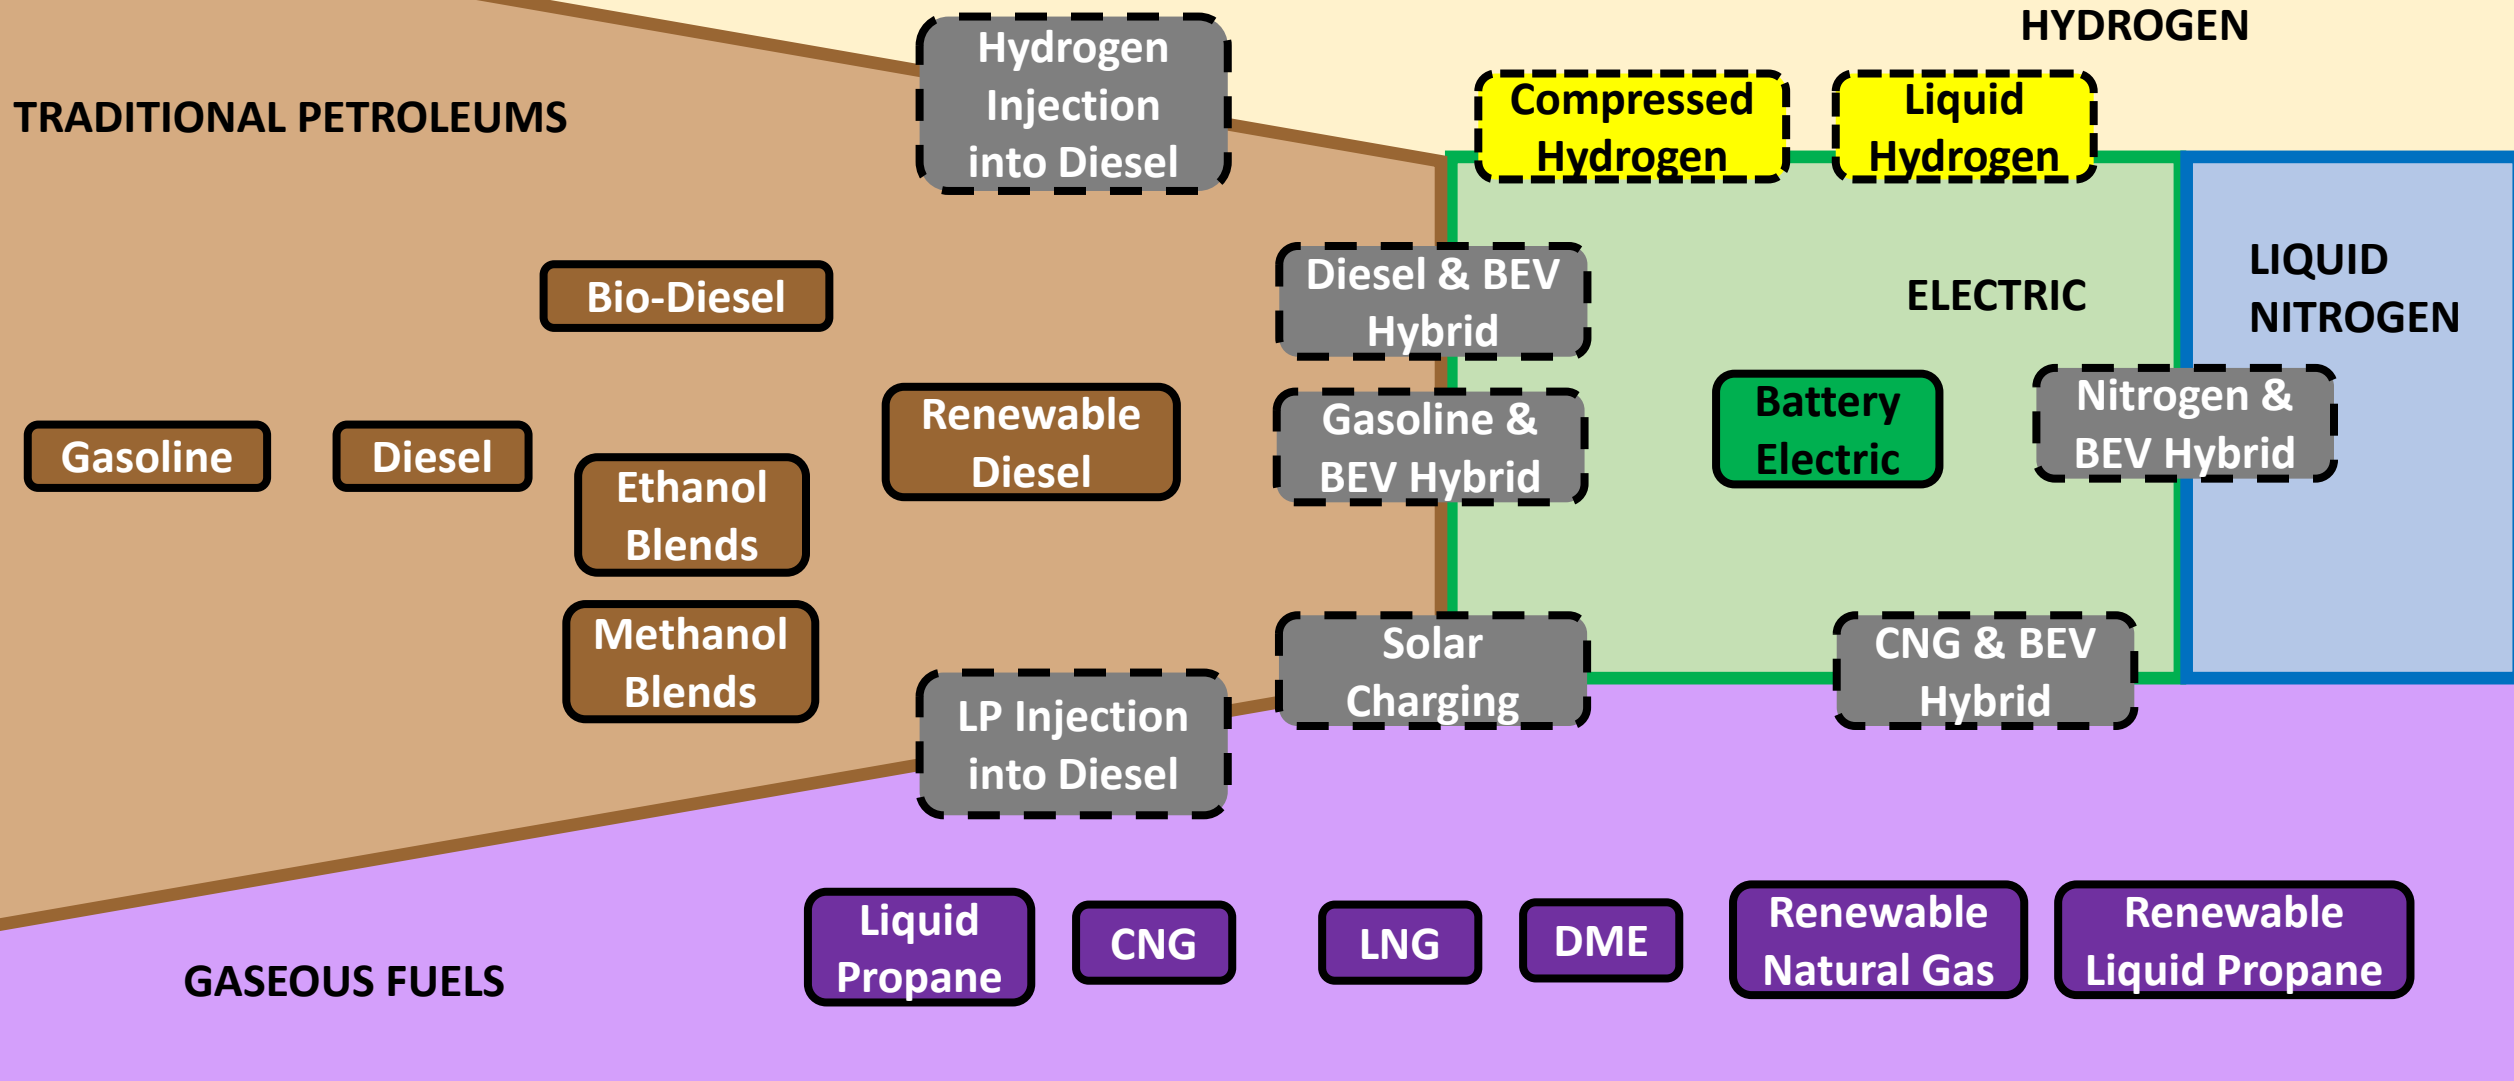 HYDROGEN
Hydrogen
Injection
into Diesel
Compressed
Hydrogen
Liquid
Hydrogen
TRADITIONAL PETROLEUMS
LIQUID
NITROGEN
Diesel & BEV
Hybrid
ELECTRIC
Bio-Diesel
Gasoline
Diesel
Ethanol
Blends
Renewable
Diesel
Gasoline &
BEV Hybrid
Battery
Electric
Nitrogen &
BEV Hybrid
Methanol
Blends
Solar
Charging
CNG & BEV
Hybrid
LP Injection
into Diesel
GASEOUS FUELS
Liquid
Propane
CNG
LNG
DME
Renewable
Natural Gas
Renewable
Liquid Propane